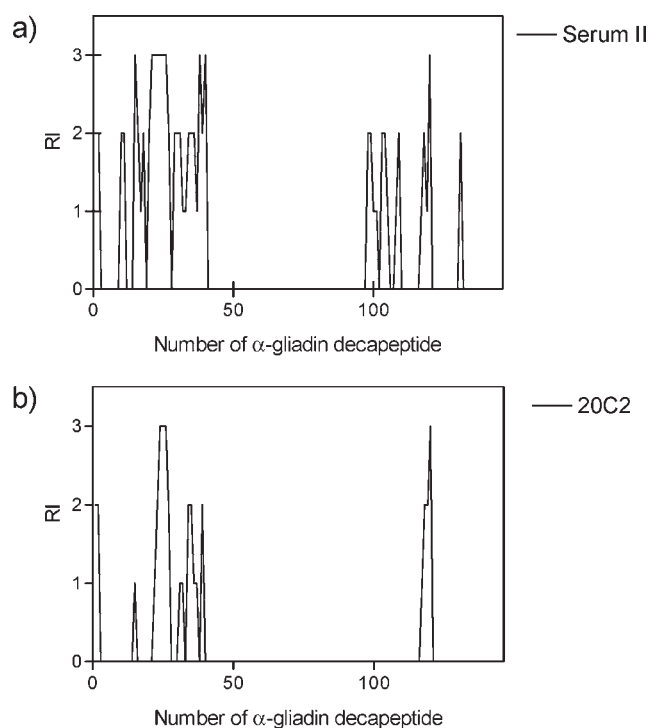 a)
Serum II
3
2
RI
1
0
0 50 100
Number of α-gliadin decapeptide
b)
20C2
3
2
RI
1
0
0 50 100
Number of α-gliadin decapeptide